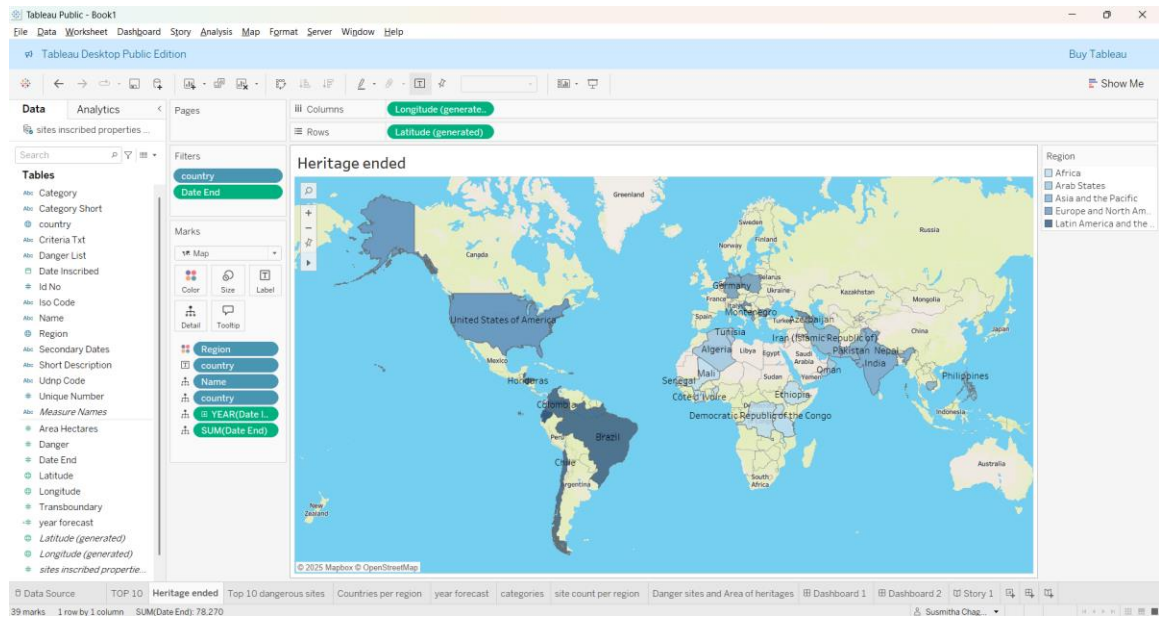 Tableau Public - Book1
File Data Worksheet Dashboard Story Analysis Map Format Server Window Help
Tableau Desktop Public Edition
Buy Tableau
Show Me
Data Analytics
sites inscribed properties ...
Search
Tables
Abc Category
Abc Category Short
country
Abc Criteria Txt
Abc Danger List
Date Inscribed
# Id No
Abc Iso Code
Abc Name
Region
Abc Secondary Dates
Abc Short Description
Abc Udnp Code
# Unique Number
Abc Measure Names
# Area Hectares
# Danger
# Date End
Latitude
Longitude
# Transboundary
year forecast
Latitude (generated)
Longitude (generated)
# sites inscribed propertie...
Pages
Filters
country
Date End
Marks
Map
Color Size Label
Detail Tooltip
Region
country
Name
country
YEAR(Date I..
SUM(Date End)
Columns Longitude (generate..
Rows Latitude (generated)
Heritage ended
Greenland
Sweden
Russia
Norway
Finland
Canada
Belarus
Germany
Ukraine
France
Kazakhstan
Mongolia
Italy
Montenegro
Spain
Turkey
Azerbaijan
United States of America
Tunisia
Iran (Islamic Republic of)
China
Japan
Algeria
Libya
Egypt
Saudi
Arabia
Pakistan
Nepal
Mexico
Oman
India
Mali
Sudan
Yemen
Honduras
Senegal
Philippines
Côte d'Ivoire
Ethiopia
Colombia
Democratic Republic of the Congo
Indonesia
Peru
Brazil
Chile
Australia
Argentina
South
Africa
New
Zealand
© 2025 Mapbox © OpenStreetMap
Region
Africa
Arab States
Asia and the Pacific
Europe and North Am..
Latin America and the ..
Data Source TOP 10 Heritage ended Top 10 dangerous sites Countries per region year forecast categories site count per region Danger sites and Area of heritages Dashboard 1 Dashboard 2 Story 1
39 marks 1 row by 1 column SUM(Date End): 78,270
Susmitha Chag...